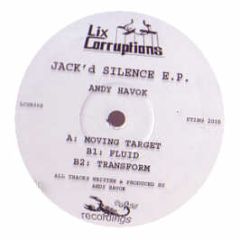 Lix
Corruptions
JACK'd SILENCE E.P.
ANDY HAVOK
A: MOVING TARGET
B1: FLUID
B2: TRANSFORM
ALL TRACKS WRITTEN & PRODUCED BY
ANDY HAVOK
recordings